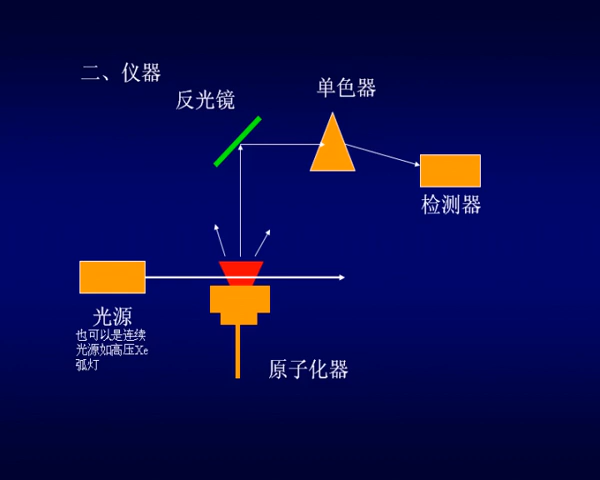 二、仪器
单色器
反光镜
检测器
光源
也可以是连续
光源如高压Xe
弧灯
原子化器